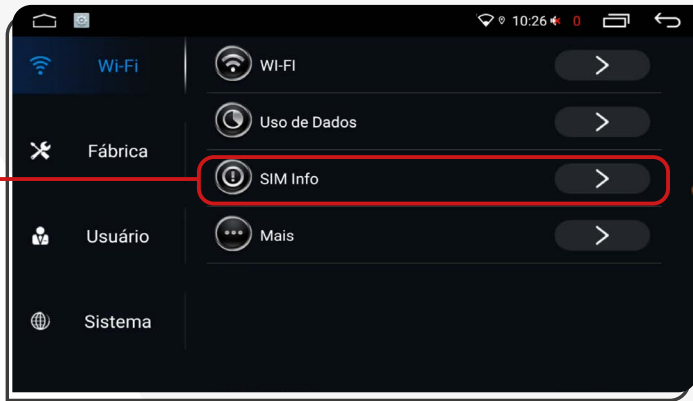 10:26 0
Wi-Fi
WI-FI
Uso de Dados
Fábrica
SIM Info
Usuário
Mais
Sistema